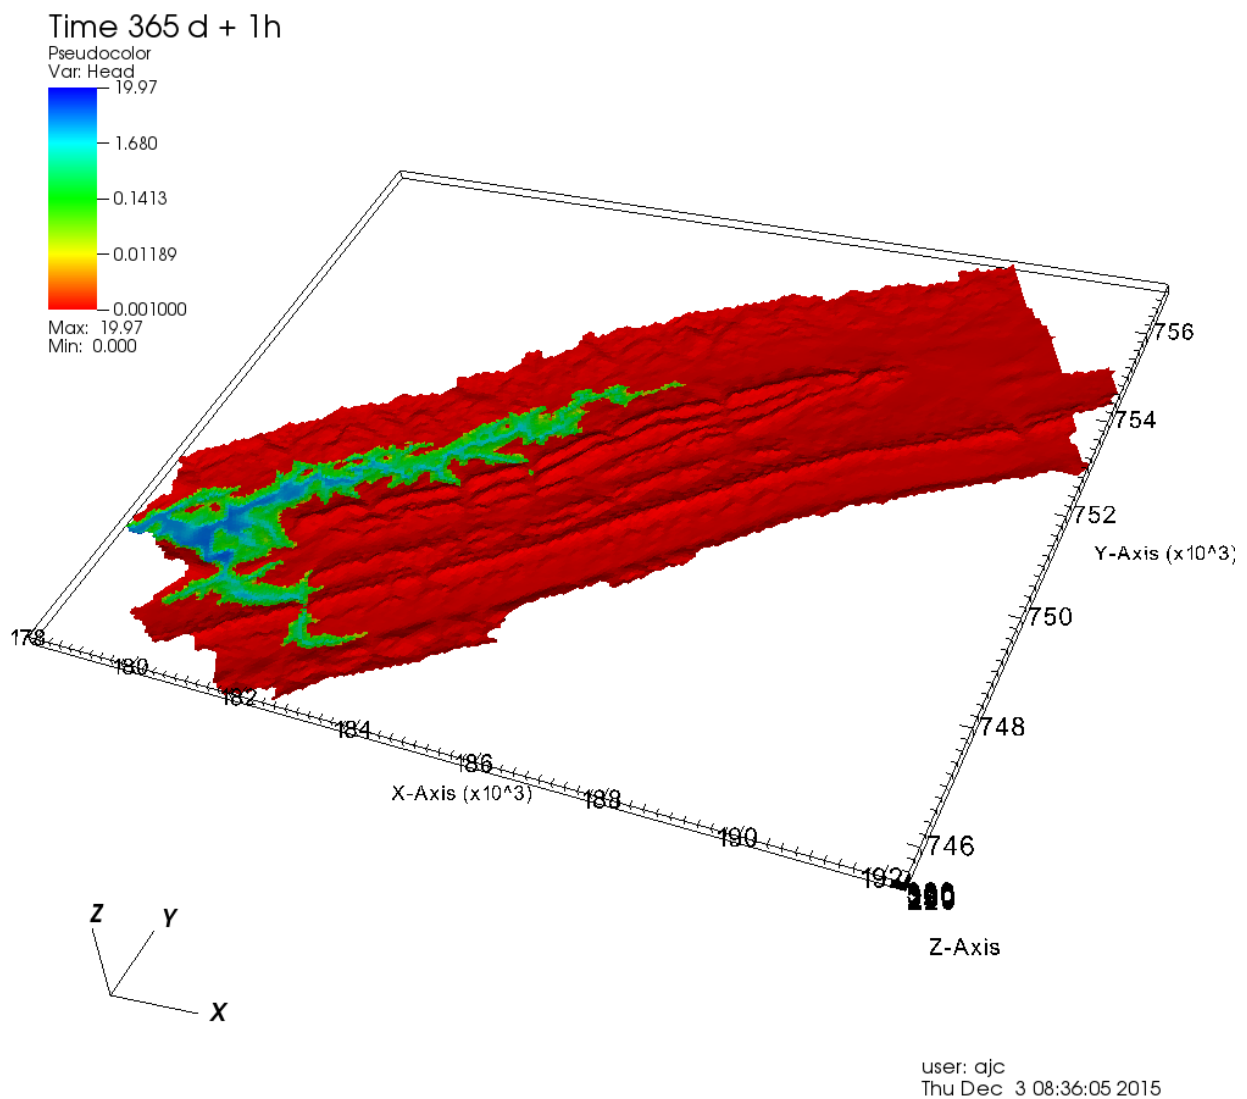 Time 365 d + 1h
Pseudocolor
Var: Head
19.97
1.680
0.1413
0.01189
0.001000
Max: 19.97
Min: 0.000
756
754
752
Y-Axis (x10^3)
750
748
746
178
180
182
184
186
X-Axis (x10^3)
188
190
192
Z-Axis
Z
Y
X
user: ajc
Thu Dec 3 08:36:05 2015